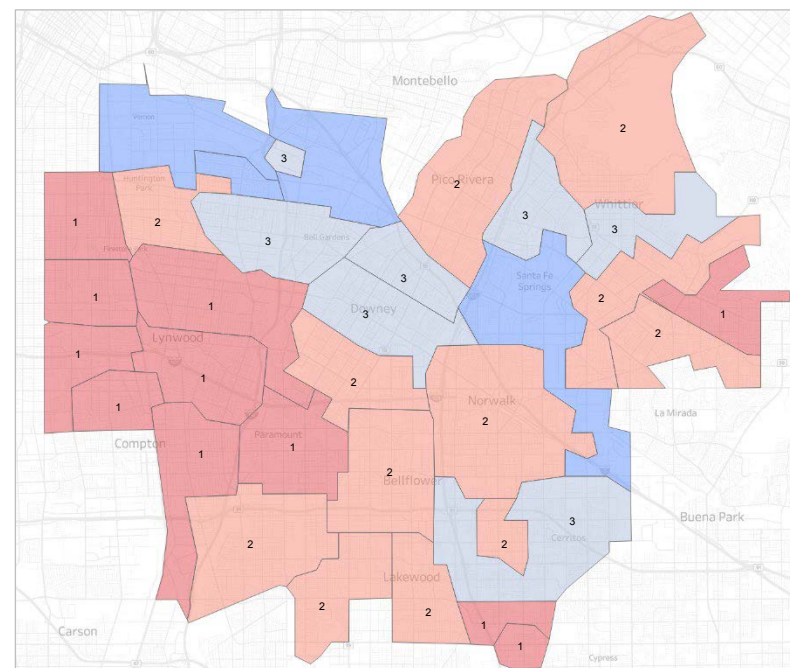 Montebello
Vernon
2
3
Huntington
Park
Pico Rivera
2
1
2
Whittier
3
3
Florence
Bell Gardens
3
3
Santa Fe
Springs
1
1
Downey
3
2
1
Lynwood
1
2
1
2
1
Norwalk
La Mirada
Compton
Paramount
2
1
1
2
Bellflower
Buena Park
3
2
Cerritos
2
Lakewood
2
2
1
Carson
1
Cypress